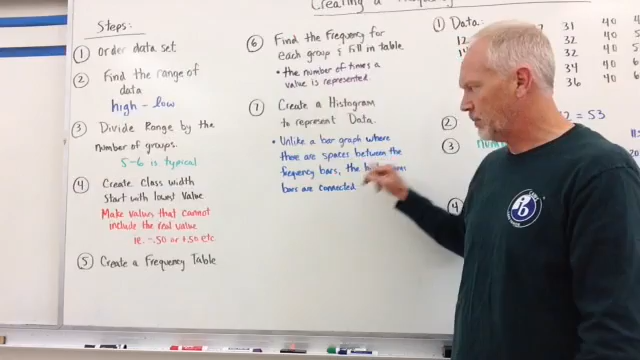 Creating a Frequency
Steps:
① Order data set
② Find the range of
data
high - low
③ Divide Range by the
number of groups.
5-6 is typical
④ Create Class width
Start with lowest Value
Make values that cannot
include the real value
ie. -.50 or +.50 etc.
⑤ Create a Frequency Table
⑥ Find the Frequency for
each group & fill in table
• the number of times a
value is represented
⑦ Create a Histogram
to represent Data.
• Unlike a bar graph where
there are spaces between the
frequency bars, the
bars are connected
① Data:
12
31 40
32 40
32 40
34 40
36 40
② 2 = 53
③
④